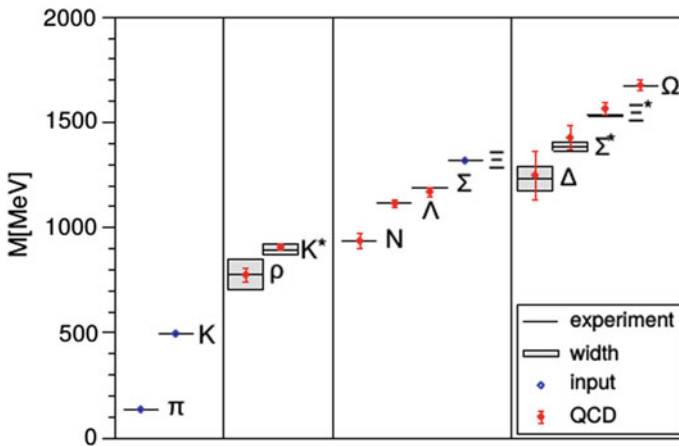 2000
1500
1000
500
0
M[MeV]
π
K
ρ
K*
N
Λ
Σ
Ξ
Δ
Σ*
Ξ*
Ω
experiment
width
input
QCD